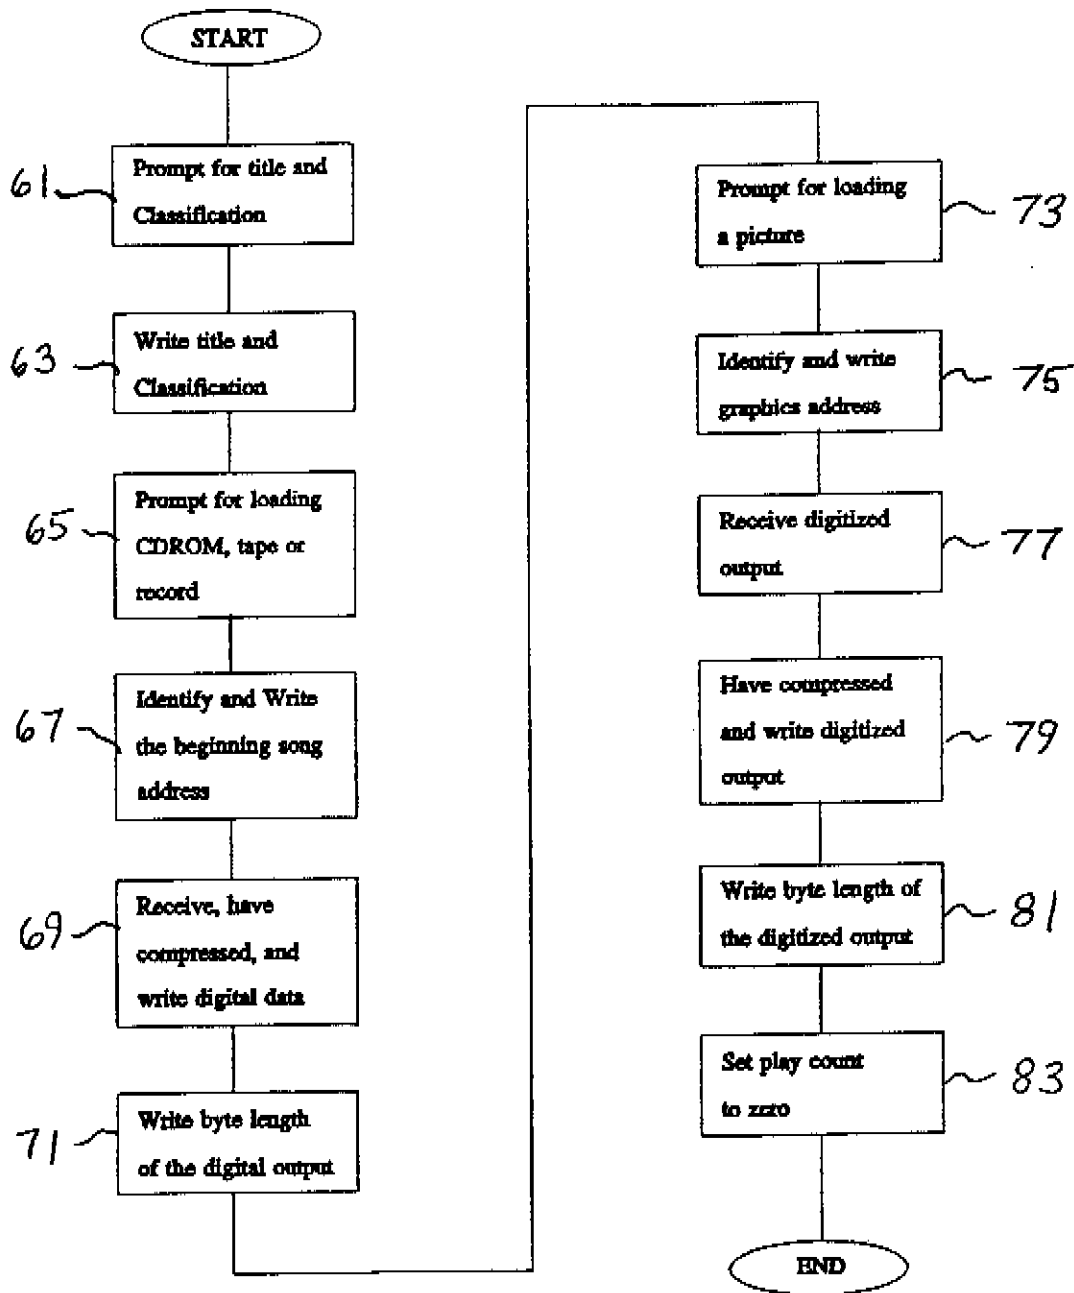 START
61
Prompt for title and
Classification
63
Write title and
Classification
65
Prompt for loading
CDROM, tape or
record
67
Identify and Write
the beginning song
address
69
Receive, have
compressed, and
write digital data
71
Write byte length
of the digital output
Prompt for loading
a picture
73
Identify and write
graphics address
75
Receive digitized
output
77
Have compressed
and write digitized
output
79
Write byte length of
the digitized output
81
Set play count
to zero
83
END